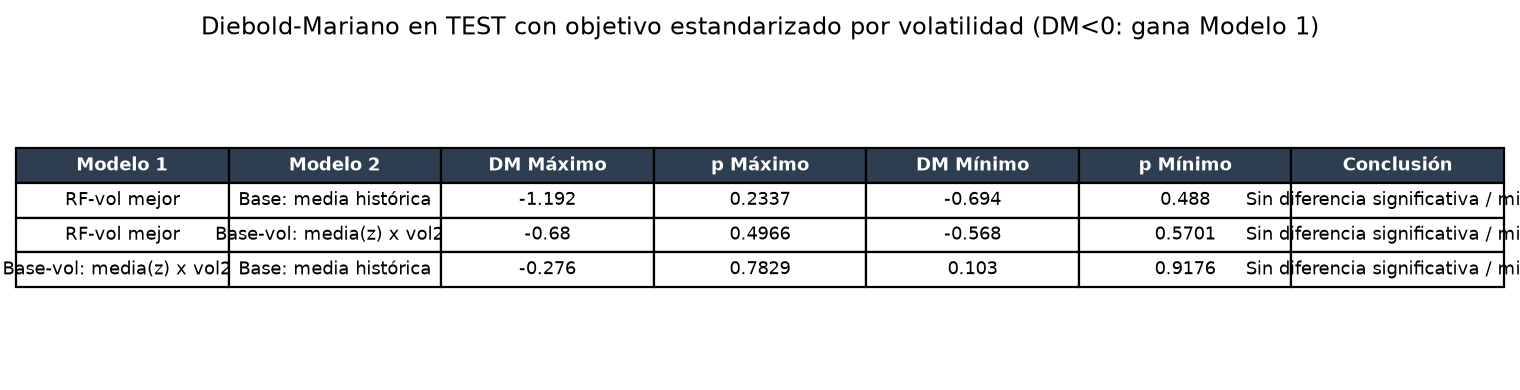 Diebold-Mariano en TEST con objetivo estandarizado por volatilidad (DM<0: gana Modelo 1)
Modelo 1 Modelo 2 DM Máximo p Máximo DM Mínimo p Mínimo Conclusión
RF-vol mejor Base: media histórica -1.192 0.2337 -0.694 0.488 Sin diferencia significativa /
RF-vol mejor Base-vol: media(z) x vol2 -0.68 0.4966 -0.568 0.5701 Sin diferencia significativa /
Base-vol: media(z) x vol2 Base: media histórica -0.276 0.7829 0.103 0.9176 Sin diferencia significativa /